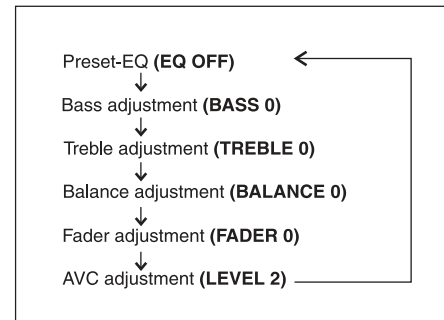 Preset-EQ (EQ OFF)
Bass adjustment (BASS 0)
Treble adjustment (TREBLE 0)
Balance adjustment (BALANCE 0)
Fader adjustment (FADER 0)
AVC adjustment (LEVEL 2)